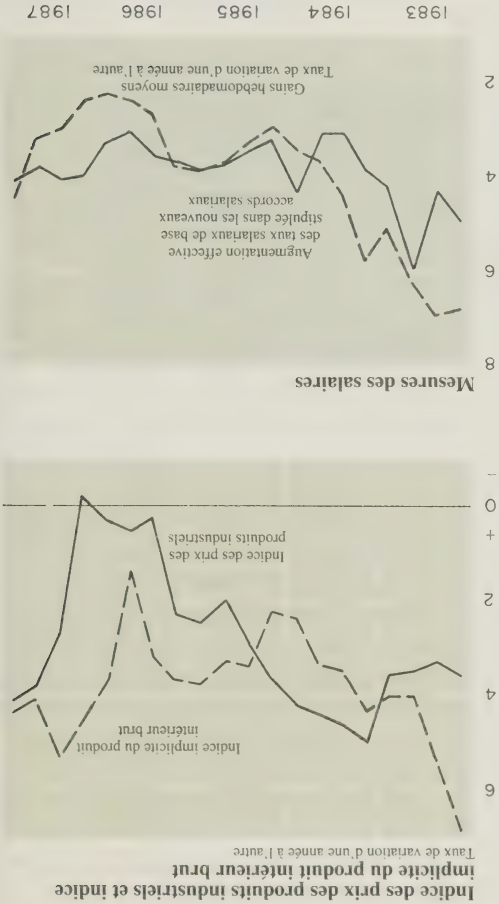 Indice des prix des produits industriels et indice
implicite du produit intérieur brut
Taux de variation d'une année à l'autre
6
4
2
+
0
–
Indice implicite du produit
intérieur brut
Indice des prix des
produits industriels
Mesures des salaires
8
6
4
2
Augmentation effective
des taux salariaux de base
stipulée dans les nouveaux
accords salariaux
Gains hebdomadaires moyens
Taux de variation d'une année à l'autre
1983 1984 1985 1986 1987